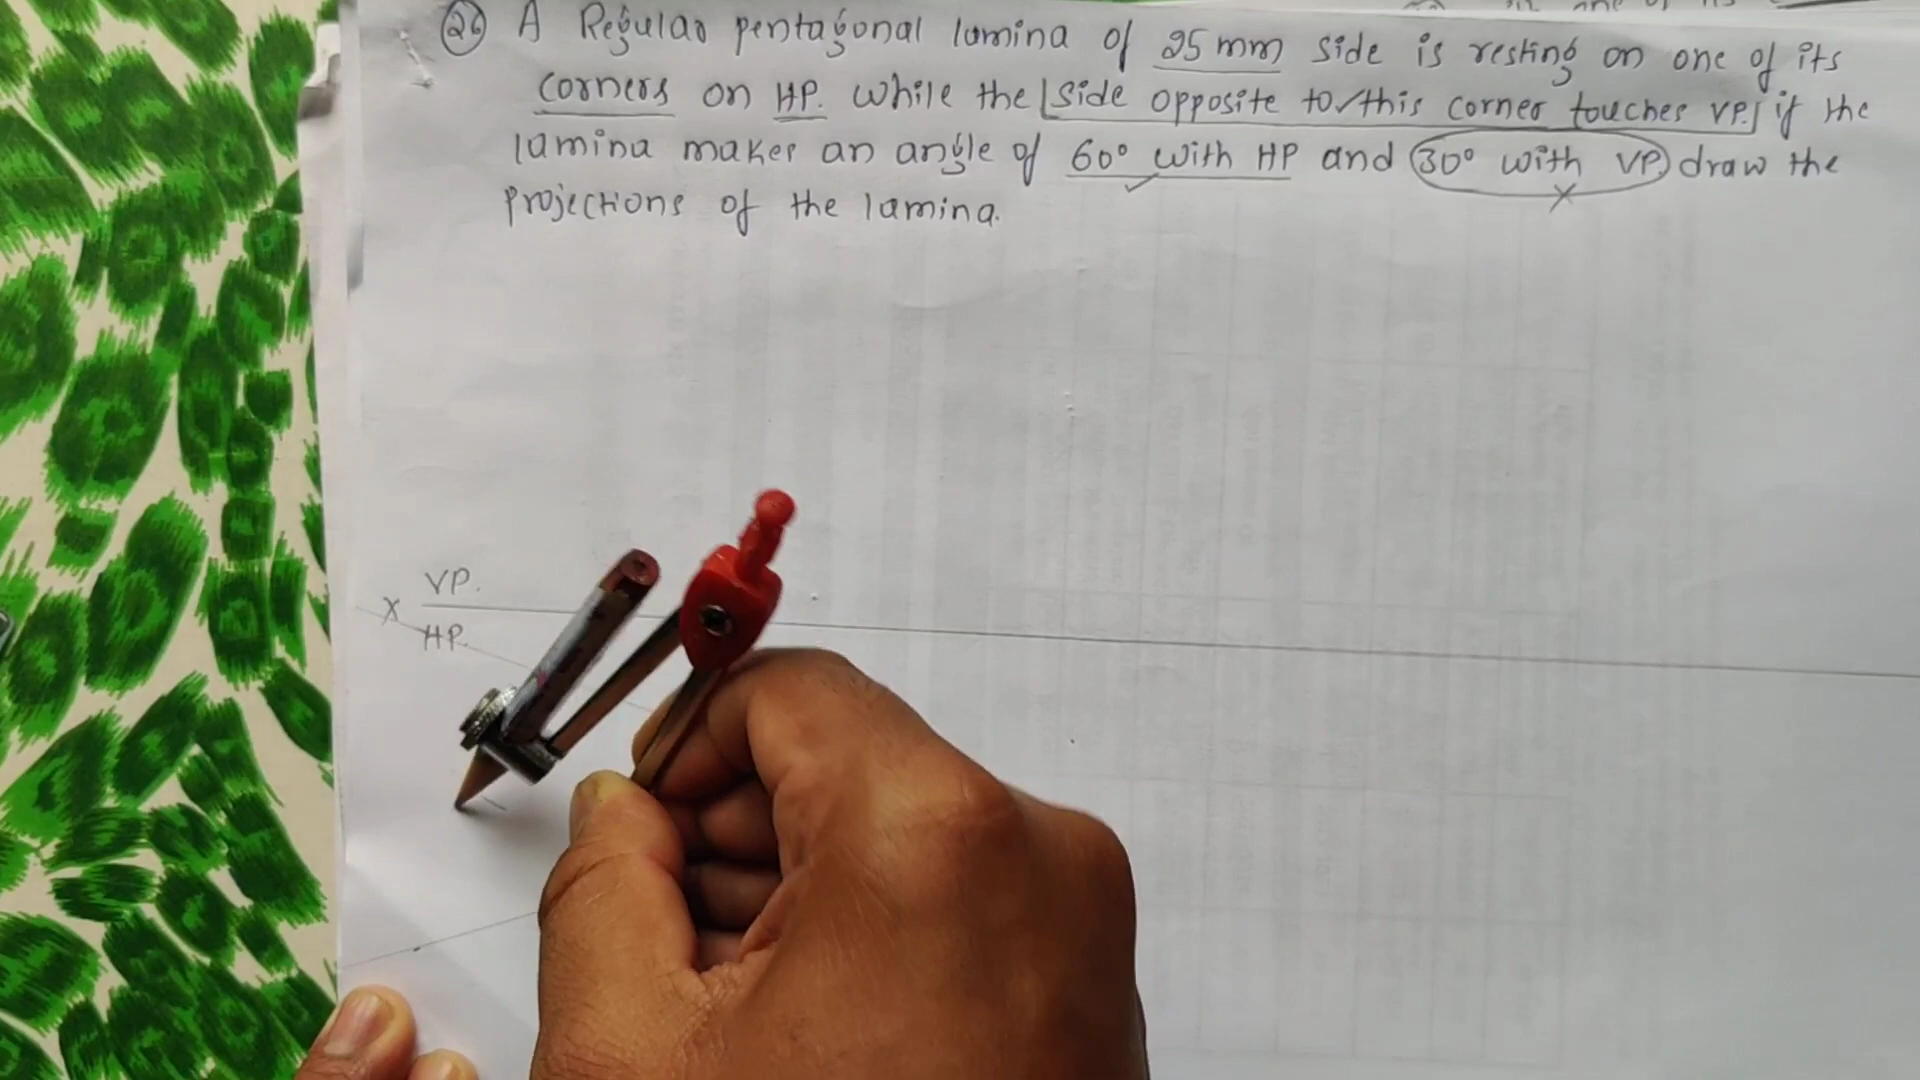 26 A Regular pentagonal lamina of 25 mm side is resting on one of its
corners on HP. while the side opposite to this corner touches VP. if the
lamina makes an angle of 60° with HP and 30° with VP. draw the
projections of the lamina.
VP.
X
HP.